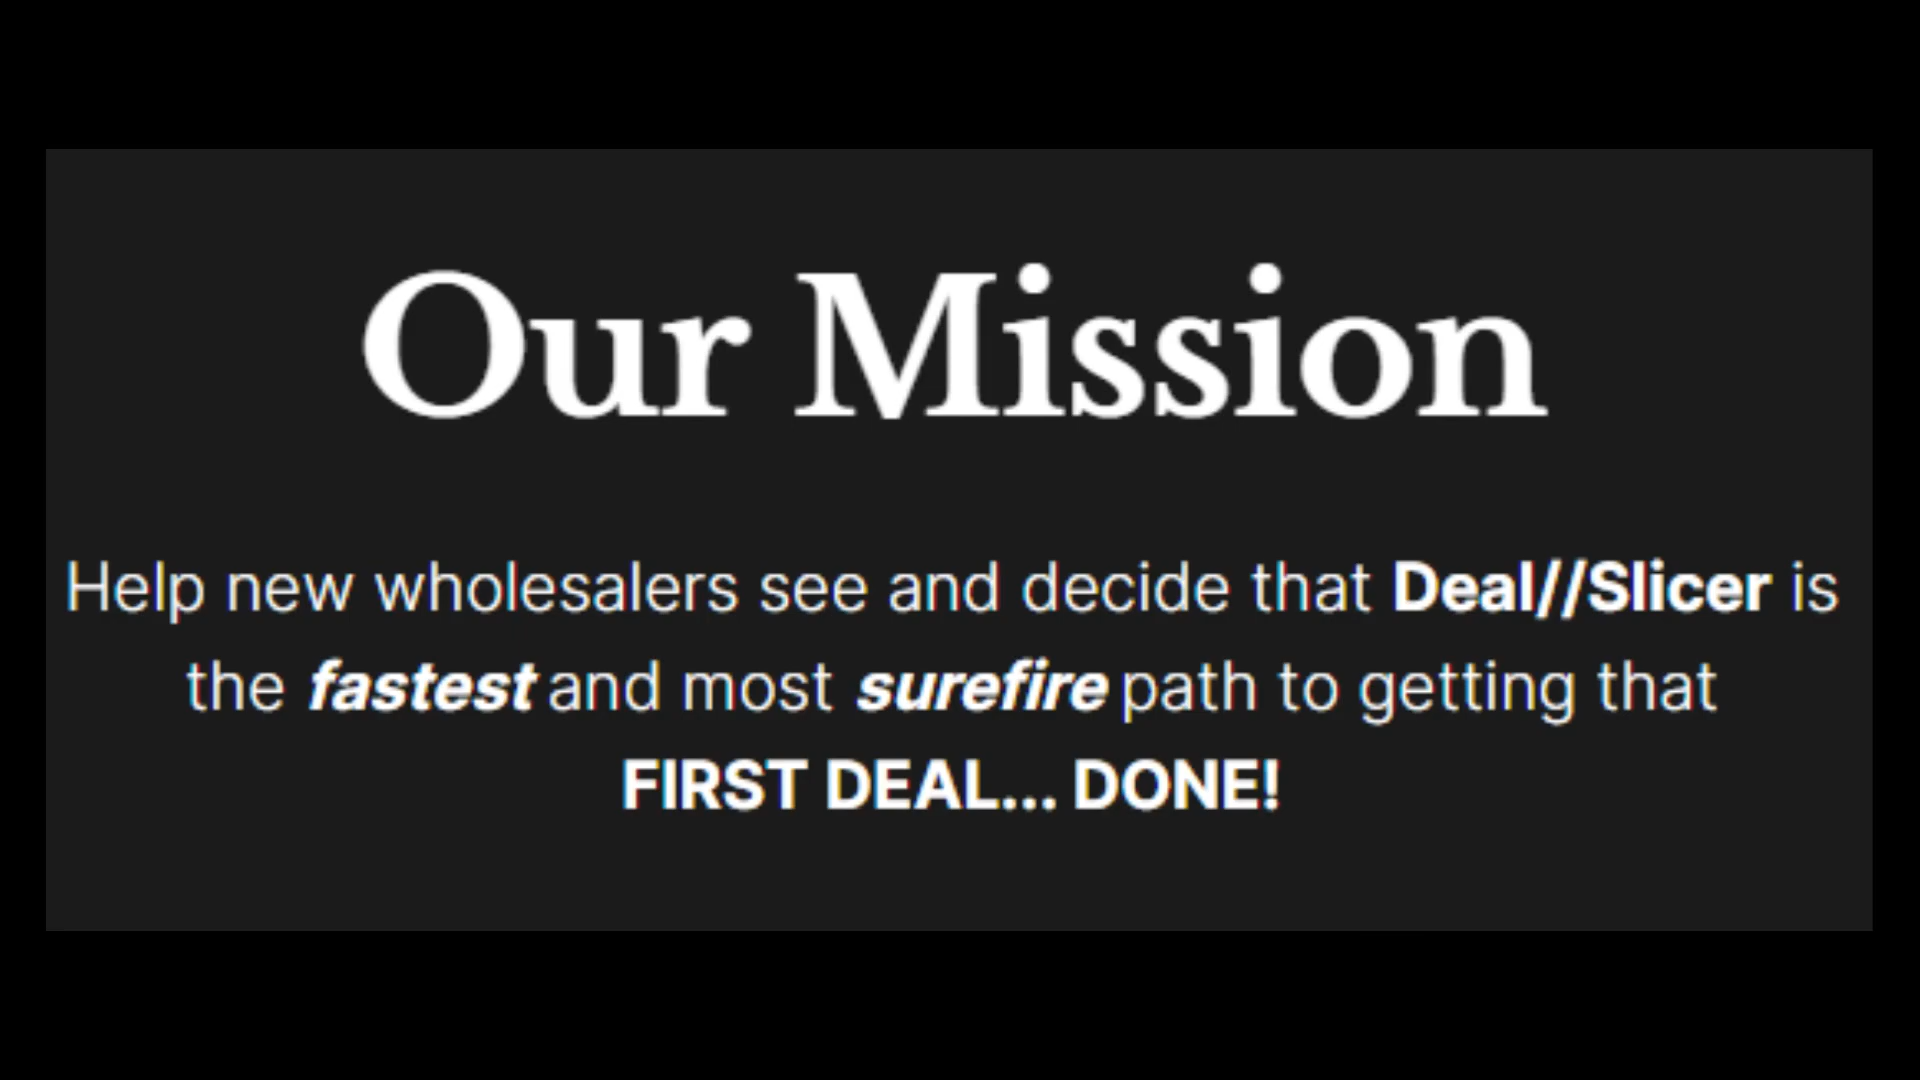 Our Mission
Help new wholesalers see and decide that Deal//Slicer is
the fastest and most surefire path to getting that
FIRST DEAL... DONE!